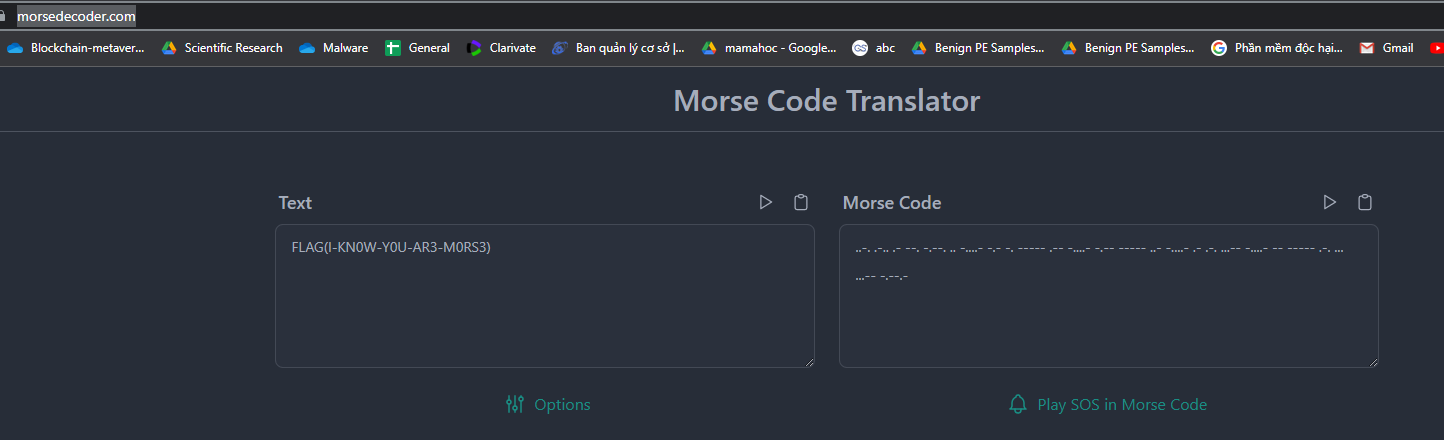 morsedecoder.com
Blockchain-metaver... Scientific Research Malware General Clarivate Ban quản lý cơ sở |... mamahoc - Google... abc Benign PE Samples... Benign PE Samples... Phần mềm độc hại... Gmail
Morse Code Translator
Text
Morse Code
FLAG(I-KN0W-Y0U-AR3-M0RS3)
..-. .-.. .- --. -.--. .. -....- -.- -. ----- .-- -....- -.-- ----- ..- -....- .- .-. ...-- -....- -- ----- .-. ...
...-- -.--.-
Options
Play SOS in Morse Code